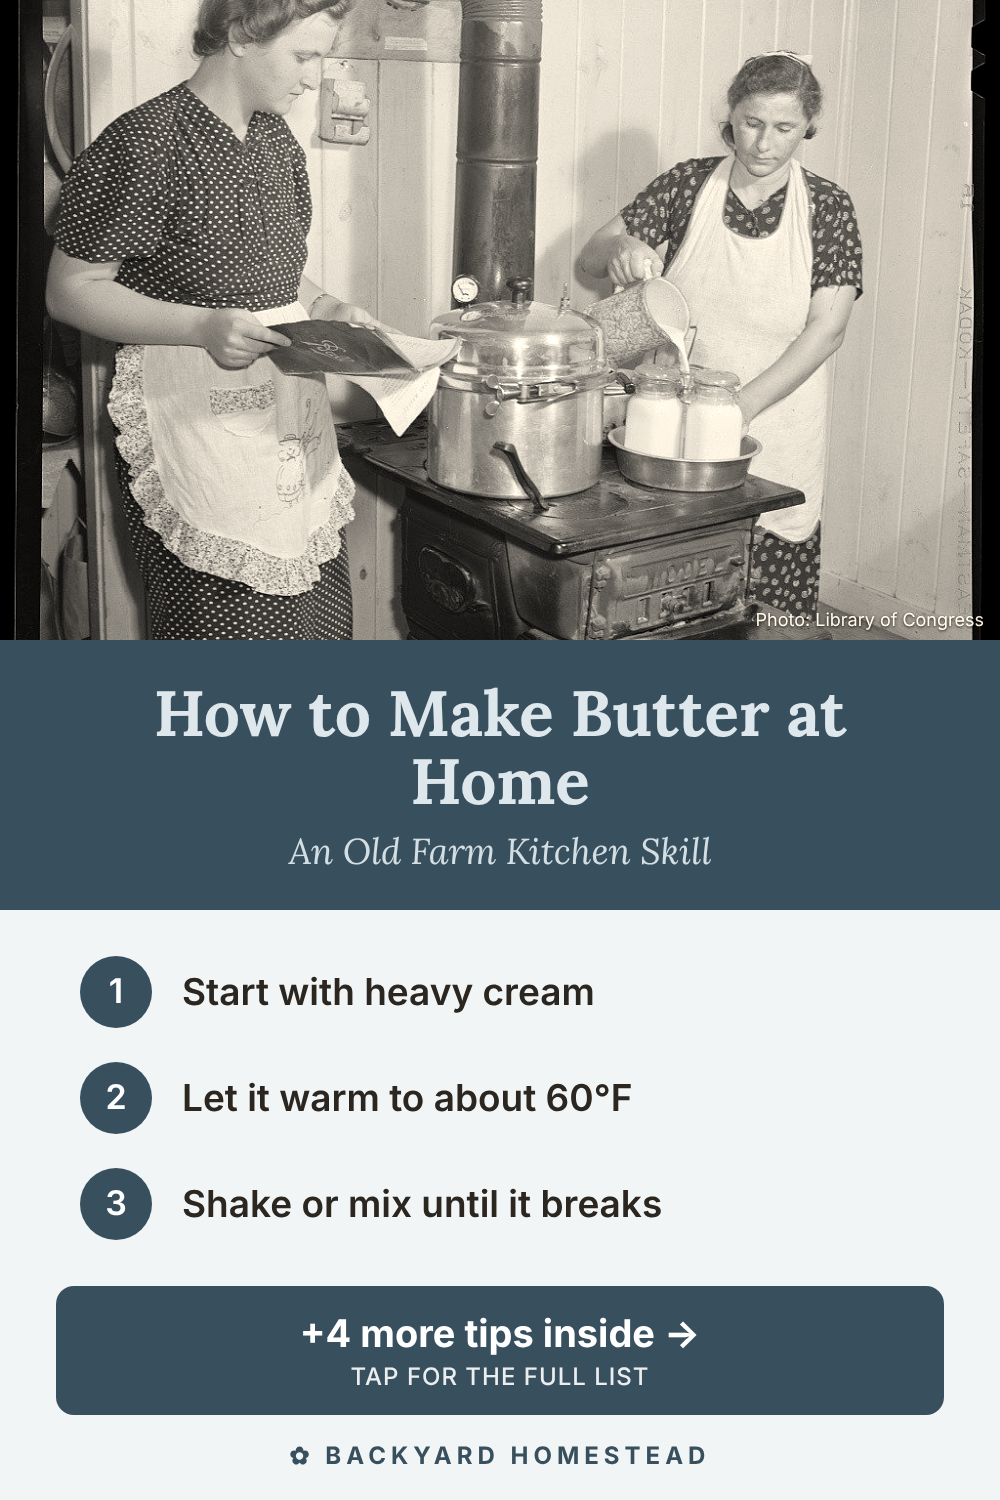 KODAK
Photo: Library of Congress
How to Make Butter at
Home
An Old Farm Kitchen Skill
1 Start with heavy cream
2 Let it warm to about 60°F
3 Shake or mix until it breaks
+4 more tips inside →
TAP FOR THE FULL LIST
✿ BACKYARD HOMESTEAD